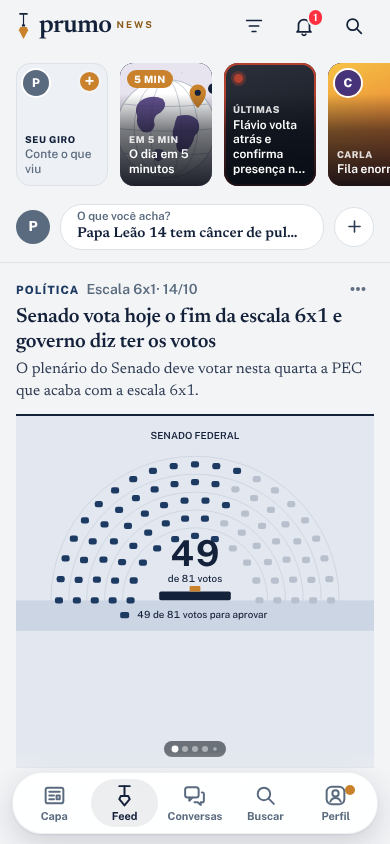 prumo NEWS
1
P
+
SEU GIRO
Conte o que
viu
5 MIN
EM 5 MIN
O dia em 5
minutos
ÚLTIMAS
Flávio volta
atrás e
confirma
presença n...
C
CARLA
Fila enorr
P
O que você acha?
Papa Leão 14 tem câncer de pul...
+
POLÍTICA Escala 6x1· 14/10
Senado vota hoje o fim da escala 6x1 e
governo diz ter os votos
O plenário do Senado deve votar nesta quarta a PEC
que acaba com a escala 6x1.
SENADO FEDERAL
49
de 81 votos
49 de 81 votos para aprovar
Capa
Feed
Conversas
Buscar
Perfil